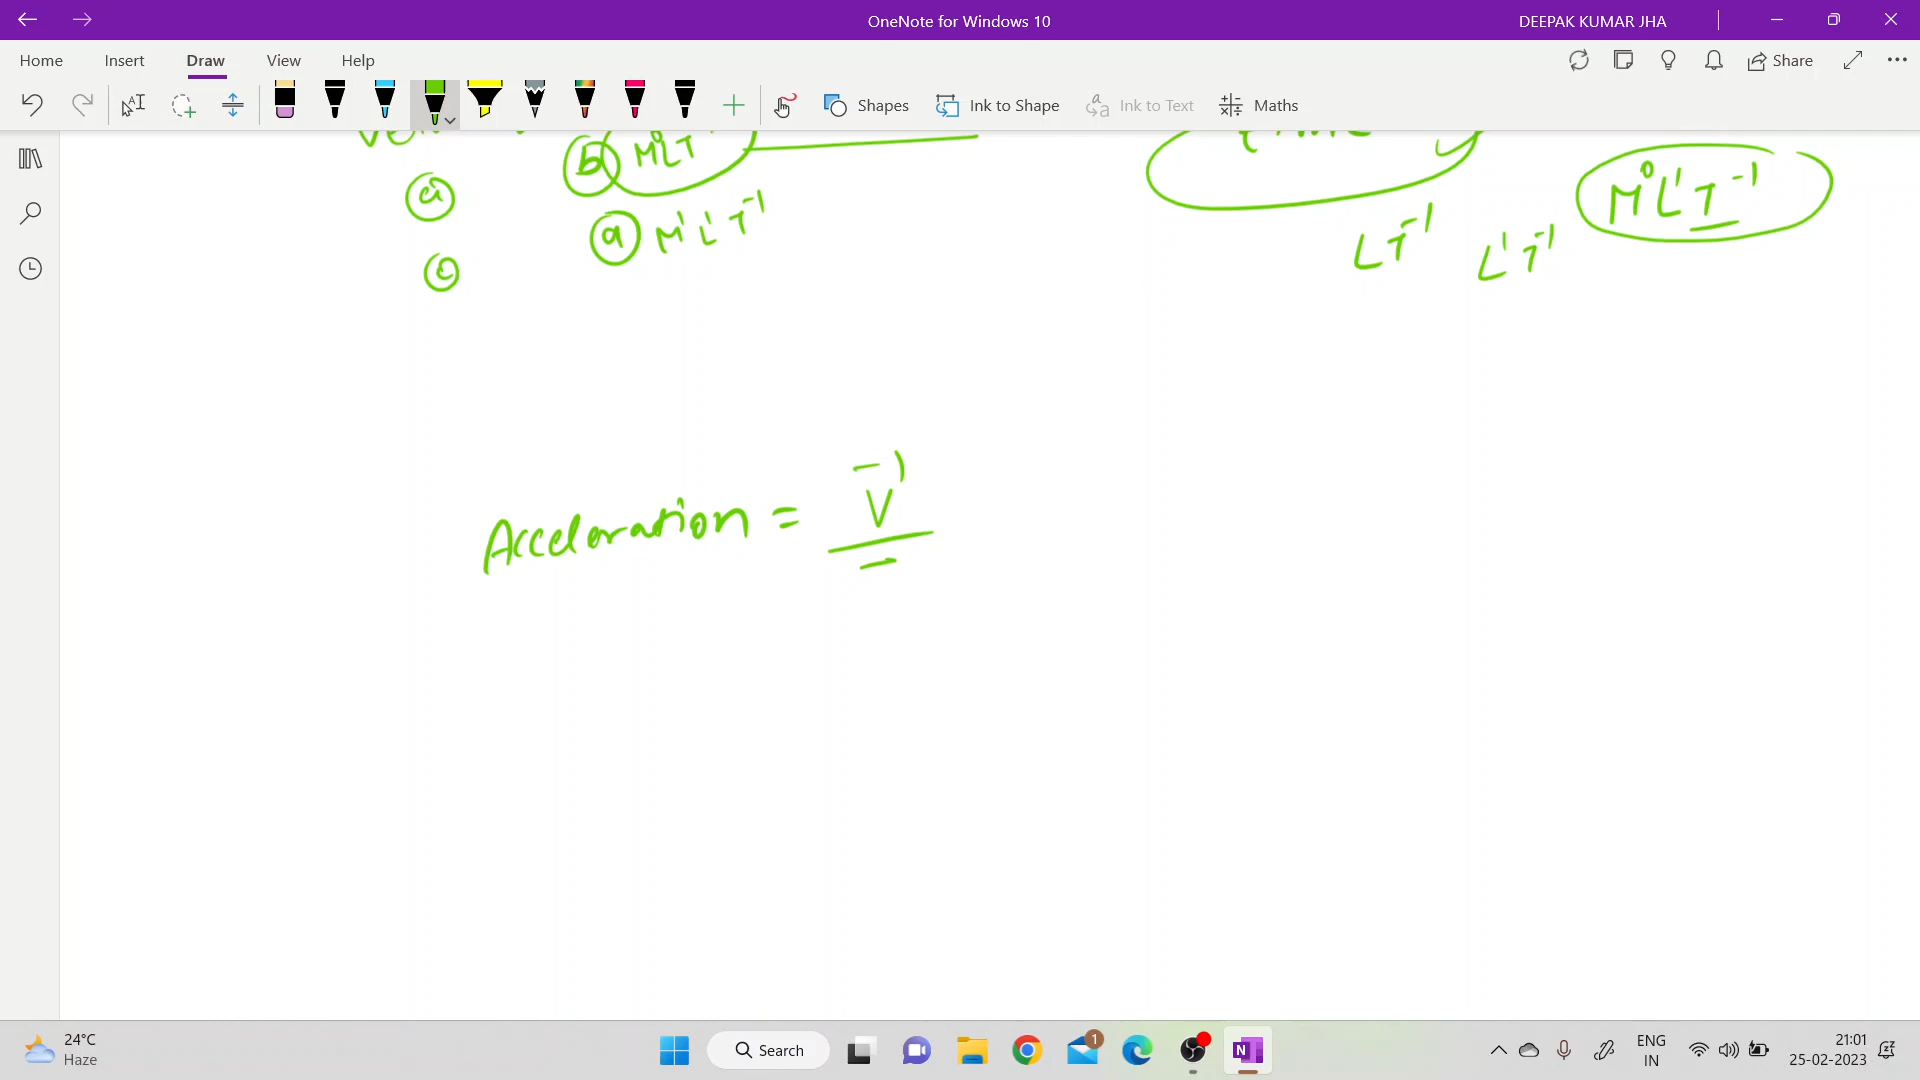 OneNote for Windows 10
DEEPAK KUMAR JHA
Home Insert Draw View Help
Share
Shapes
Ink to Shape
Ink to Text
Maths
ⓑ M⁰LT
ⓐ M¹L¹T⁻¹
ⓒ
LT⁻¹
L¹T⁻¹
M⁰L¹T⁻¹
Acceleration = V
24°C
Haze
Search
1
ENG
IN
21:01
25-02-2023